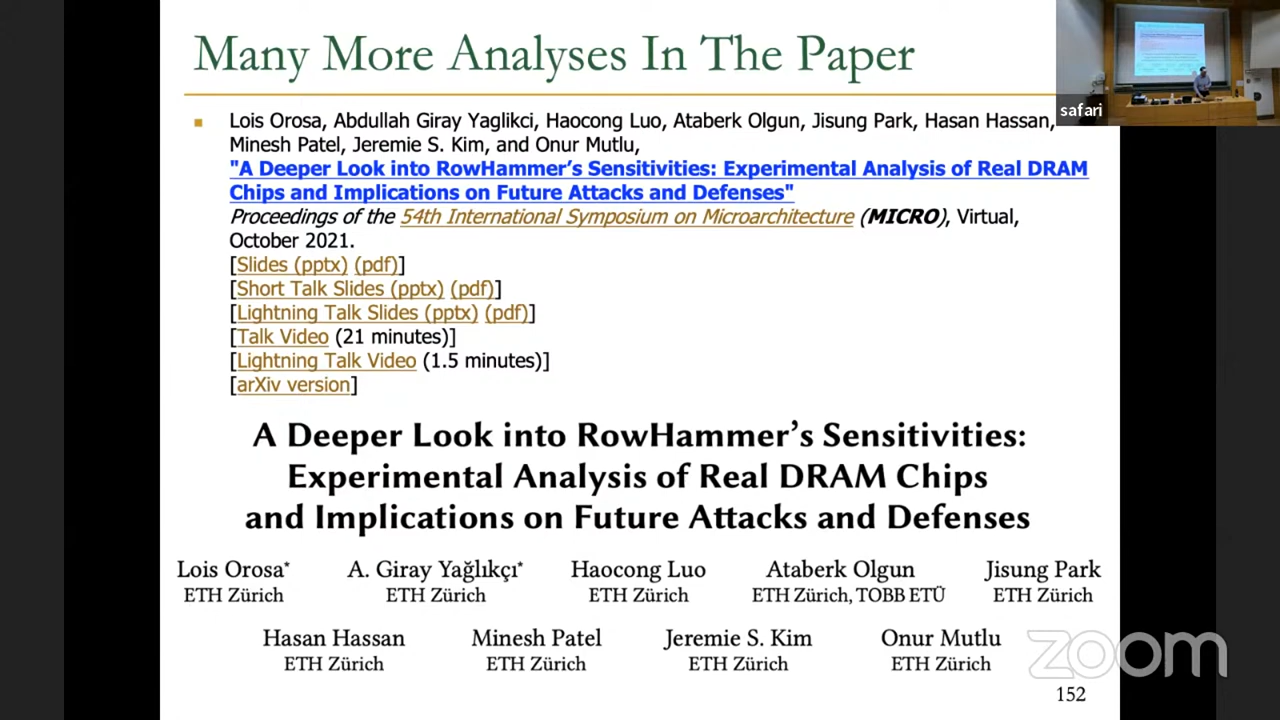 Many More Analyses In The Paper
safari
Lois Orosa, Abdullah Giray Yaglikci, Haocong Luo, Ataberk Olgun, Jisung Park, Hasan Hassan,
Minesh Patel, Jeremie S. Kim, and Onur Mutlu,
"A Deeper Look into RowHammer's Sensitivities: Experimental Analysis of Real DRAM
Chips and Implications on Future Attacks and Defenses"
Proceedings of the 54th International Symposium on Microarchitecture (MICRO), Virtual,
October 2021.
[Slides (pptx) (pdf)]
[Short Talk Slides (pptx) (pdf)]
[Lightning Talk Slides (pptx) (pdf)]
[Talk Video (21 minutes)]
[Lightning Talk Video (1.5 minutes)]
[arXiv version]
A Deeper Look into RowHammer's Sensitivities:
Experimental Analysis of Real DRAM Chips
and Implications on Future Attacks and Defenses
Lois Orosa* A. Giray Yağlıkçı* Haocong Luo Ataberk Olgun Jisung Park
ETH Zürich ETH Zürich ETH Zürich ETH Zürich, TOBB ETÜ ETH Zürich
Hasan Hassan Minesh Patel Jeremie S. Kim Onur Mutlu
ETH Zürich ETH Zürich ETH Zürich ETH Zürich
zoom
152